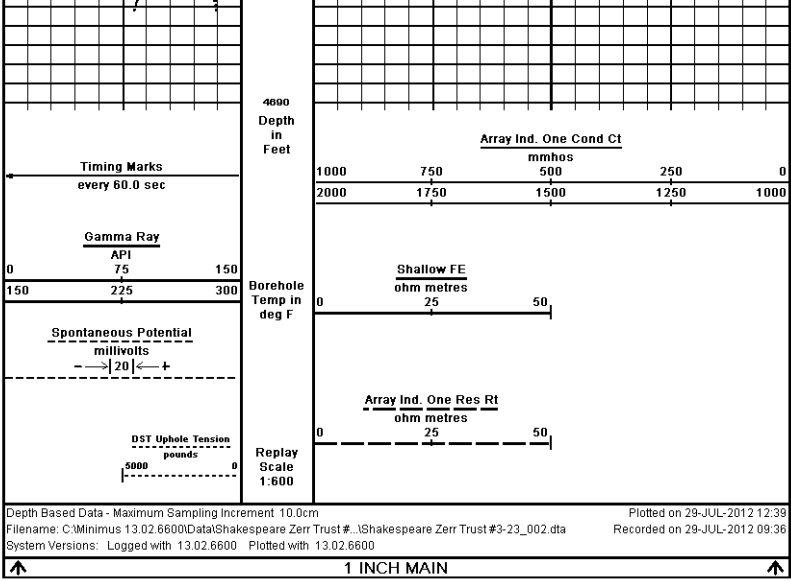 4690
Depth
in
Feet
Timing Marks
every 60.0 sec
Array Ind. One Cond Ct
mmhos
1000 750 500 250 0
2000 1750 1500 1250 1000
Gamma Ray
API
0 75 150
150 225 300
Borehole
Temp in
deg F
Shallow FE
ohm metres
0 25 50
Spontaneous Potential
millivolts
- 20 +
Array Ind. One Res Rt
ohm metres
0 25 50
DST Uphole Tension
pounds
5000 0
Replay
Scale
1:600
Depth Based Data - Maximum Sampling Increment 10.0cm Plotted on 29-JUL-2012 12:39
Filename: C:\Minimus 13.02.6600\Data\Shakespeare Zerr Trust #...\Shakespeare Zerr Trust #3-23_002.dta Recorded on 29-JUL-2012 09:36
System Versions: Logged with 13.02.6600 Plotted with 13.02.6600
1 INCH MAIN